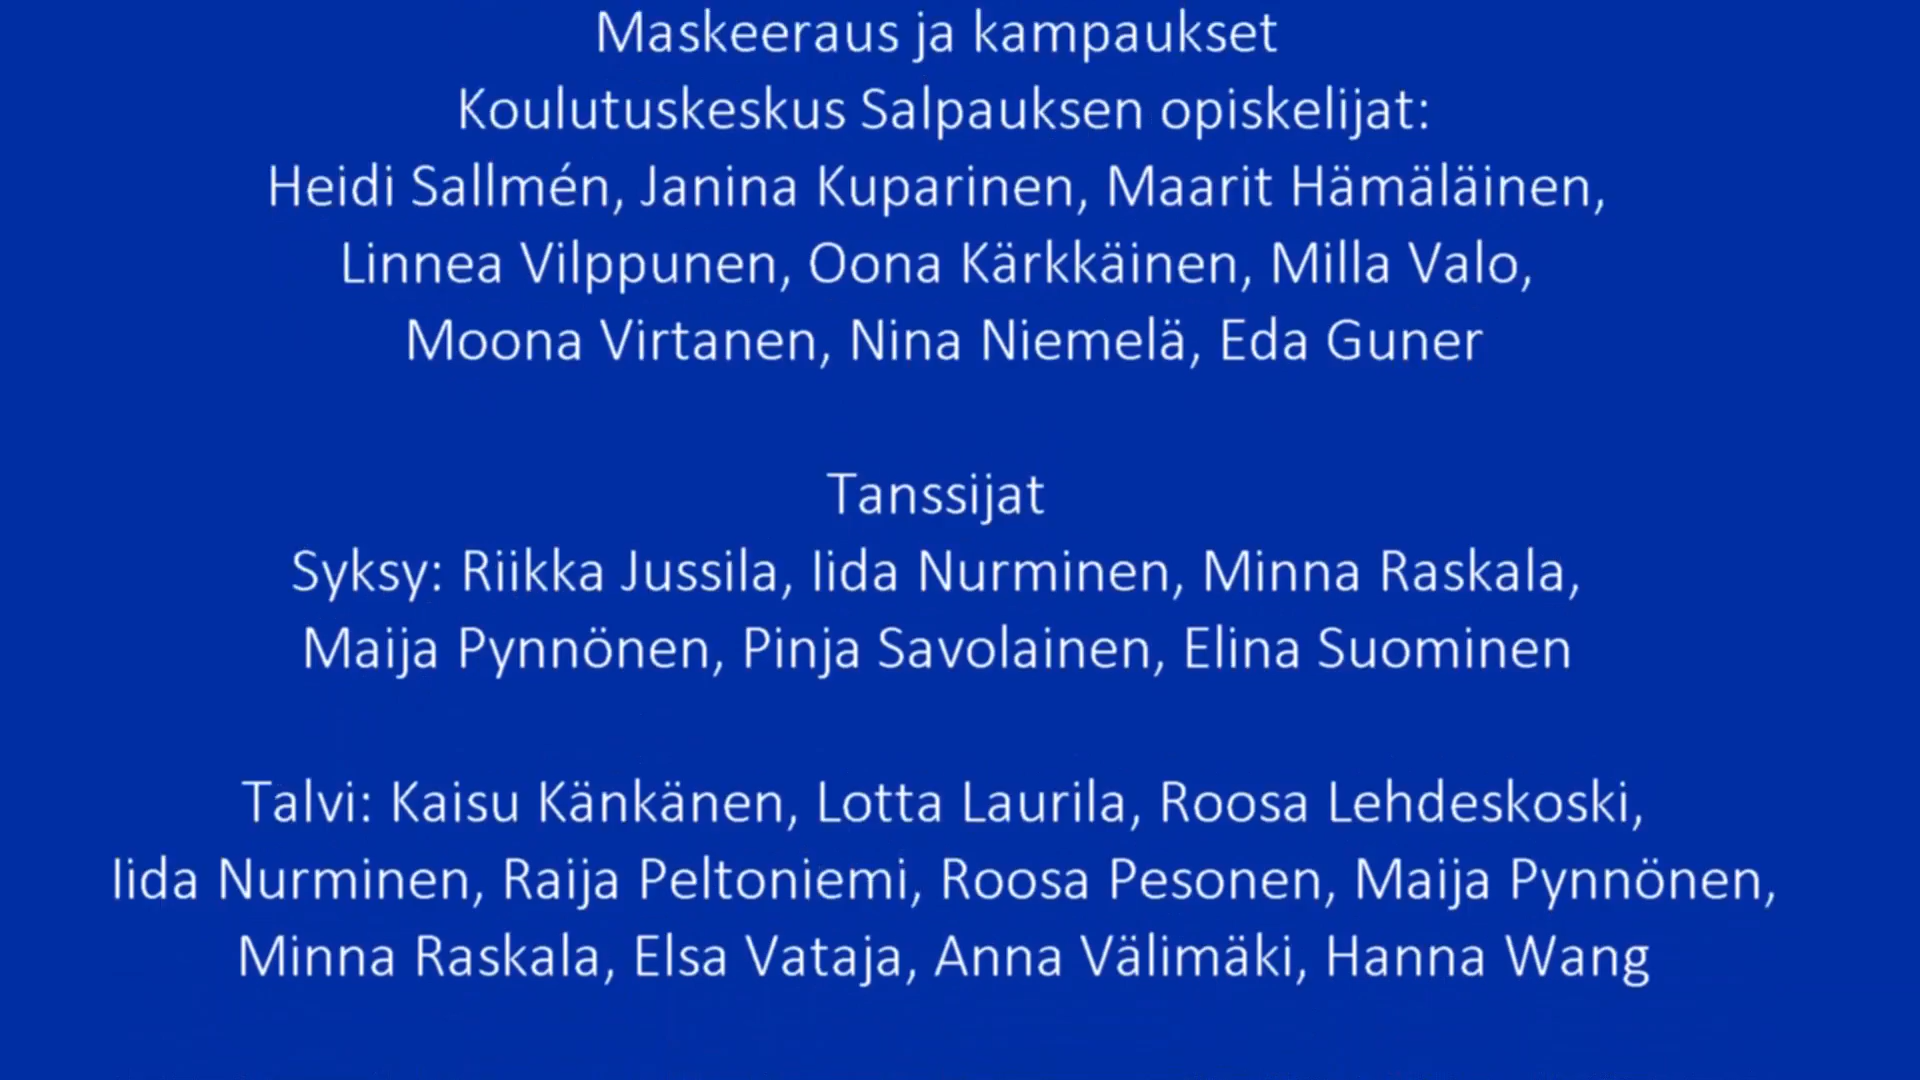 Maskeeraus ja kampaukset
Koulutuskeskus Salpauksen opiskelijat:
Heidi Sallmén, Janina Kuparinen, Maarit Hämäläinen,
Linnea Vilppunen, Oona Kärkkäinen, Milla Valo,
Moona Virtanen, Nina Niemelä, Eda Guner
Tanssijat
Syksy: Riikka Jussila, Iida Nurminen, Minna Raskala,
Maija Pynnönen, Pinja Savolainen, Elina Suominen
Talvi: Kaisu Känkänen, Lotta Laurila, Roosa Lehdeskoski,
Iida Nurminen, Raija Peltoniemi, Roosa Pesonen, Maija Pynnönen,
Minna Raskala, Elsa Vataja, Anna Välimäki, Hanna Wang